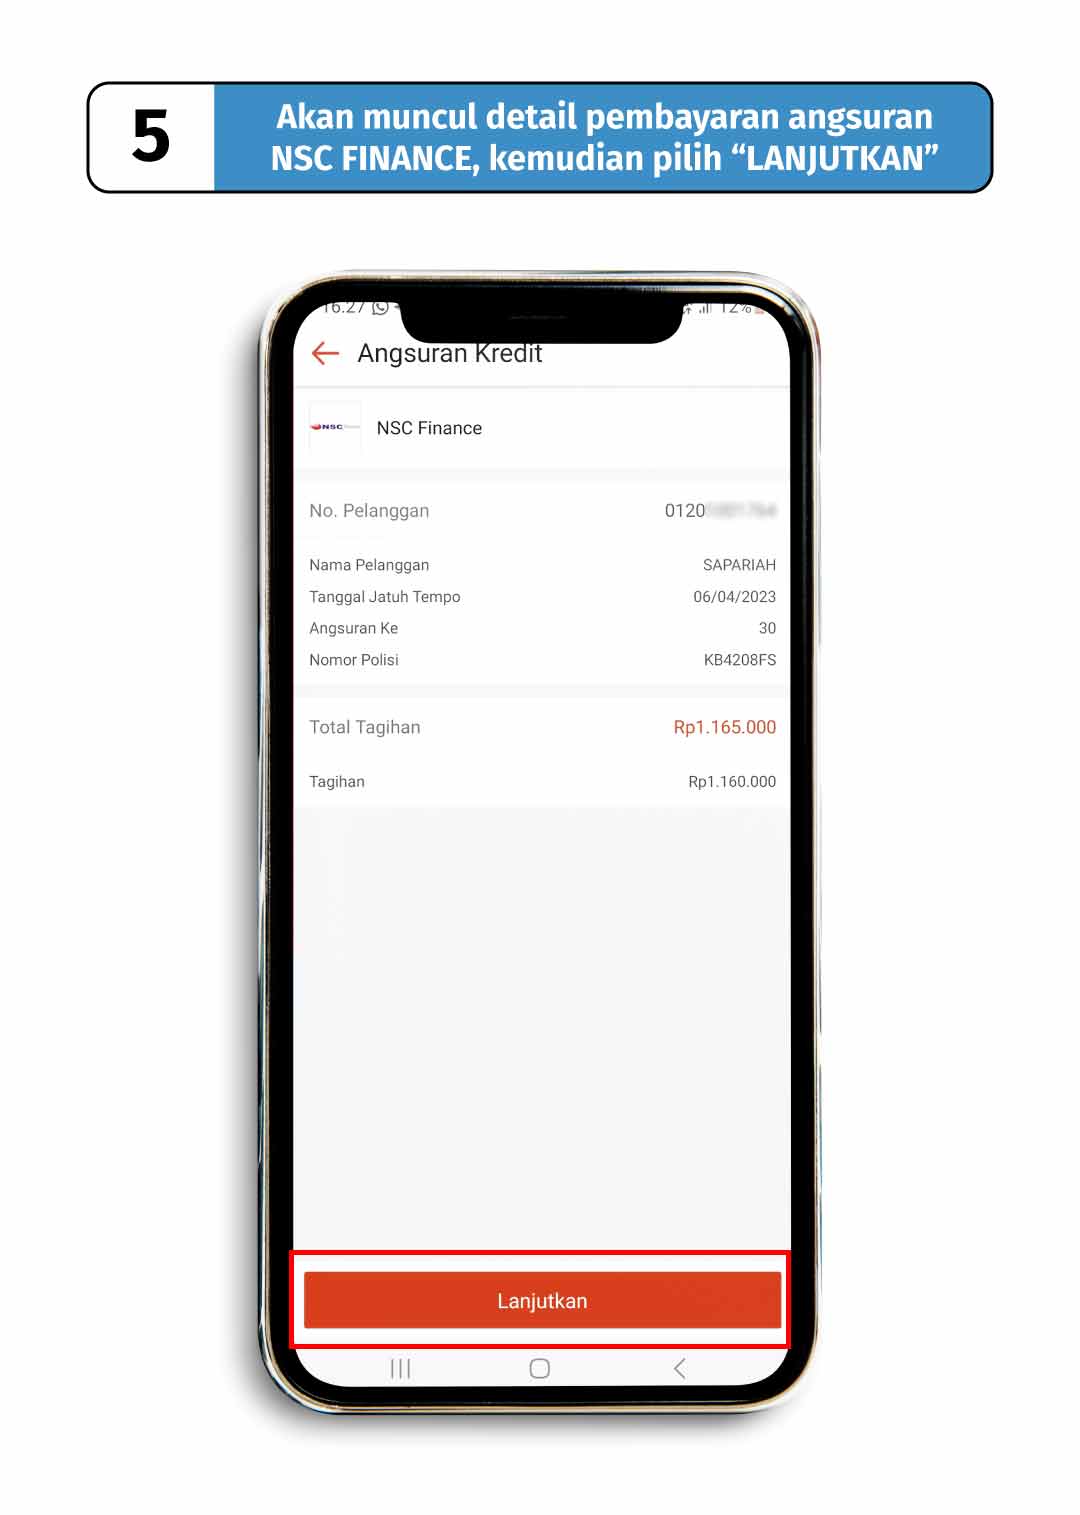 5
Akan muncul detail pembayaran angsuran
NSC FINANCE, kemudian pilih “LANJUTKAN”
16.27
12%
Angsuran Kredit
NSC
NSC Finance
No. Pelanggan 0120
Nama Pelanggan SAPARIAH
Tanggal Jatuh Tempo 06/04/2023
Angsuran Ke 30
Nomor Polisi KB4208FS
Total Tagihan Rp1.165.000
Tagihan Rp1.160.000
Lanjutkan